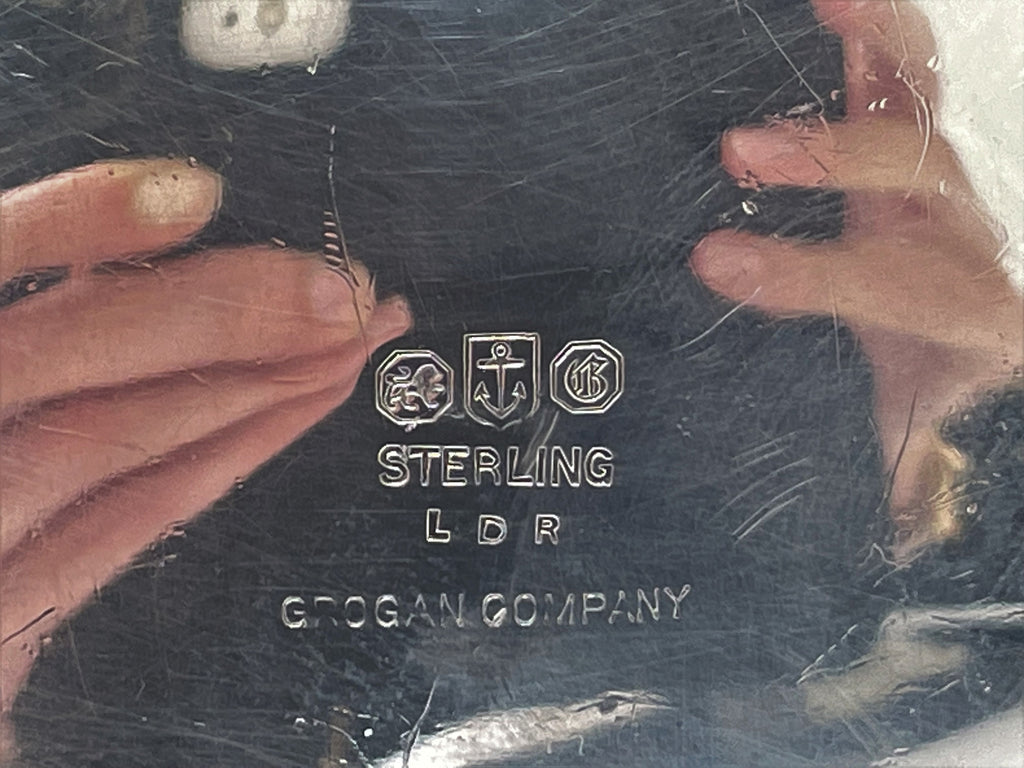 G
STERLING
L D R
GROGAN COMPANY